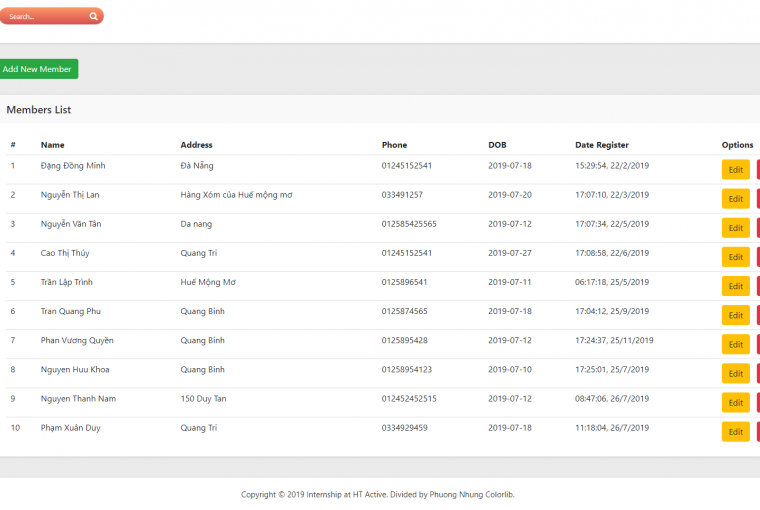 Search...
Add New Member
Members List
# Name Address Phone DOB Date Register Options
1 Đặng Đồng Minh Đà Nẵng 01245152541 2019-07-18 15:29:54, 22/2/2019 Edit
2 Nguyễn Thị Lan Hàng Xóm của Huế mộng mơ 033491257 2019-07-20 17:07:10, 22/3/2019 Edit
3 Nguyễn Văn Tân Da nang 012585425565 2019-07-12 17:07:34, 22/5/2019 Edit
4 Cao Thị Thúy Quang Tri 01245152541 2019-07-27 17:08:58, 22/6/2019 Edit
5 Trần Lập Trình Huế Mộng Mơ 0125896541 2019-07-11 06:17:18, 25/5/2019 Edit
6 Tran Quang Phu Quang Binh 0125874565 2019-07-18 17:04:12, 25/9/2019 Edit
7 Phan Vương Quyền Quang Binh 0125895428 2019-07-12 17:24:37, 25/11/2019 Edit
8 Nguyen Huu Khoa Quang Binh 01258954123 2019-07-10 17:25:01, 25/7/2019 Edit
9 Nguyen Thanh Nam 150 Duy Tan 012452452515 2019-07-12 08:47:06, 26/7/2019 Edit
10 Phạm Xuân Duy Quang Tri 0334929459 2019-07-18 11:18:04, 26/7/2019 Edit
Copyright © 2019 Internship at HT Active. Divided by Phuong Nhung Colorlib.